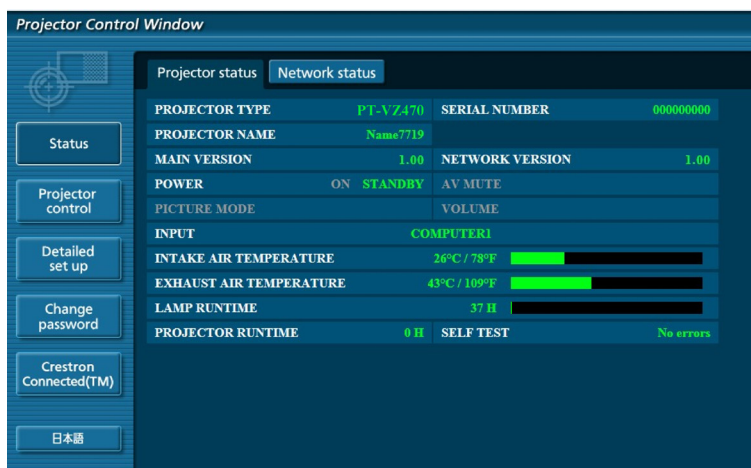 Projector Control Window
Projector status Network status
Status
Projector
control
Detailed
set up
Change
password
Crestron
Connected(TM)
日本語
PROJECTOR TYPE PT-VZ470 SERIAL NUMBER 000000000
PROJECTOR NAME Name7719
MAIN VERSION 1.00 NETWORK VERSION 1.00
POWER ON STANDBY AV MUTE
PICTURE MODE VOLUME
INPUT COMPUTER1
INTAKE AIR TEMPERATURE 26°C / 78°F
EXHAUST AIR TEMPERATURE 43°C / 109°F
LAMP RUNTIME 37 H
PROJECTOR RUNTIME 0 H SELF TEST No errors